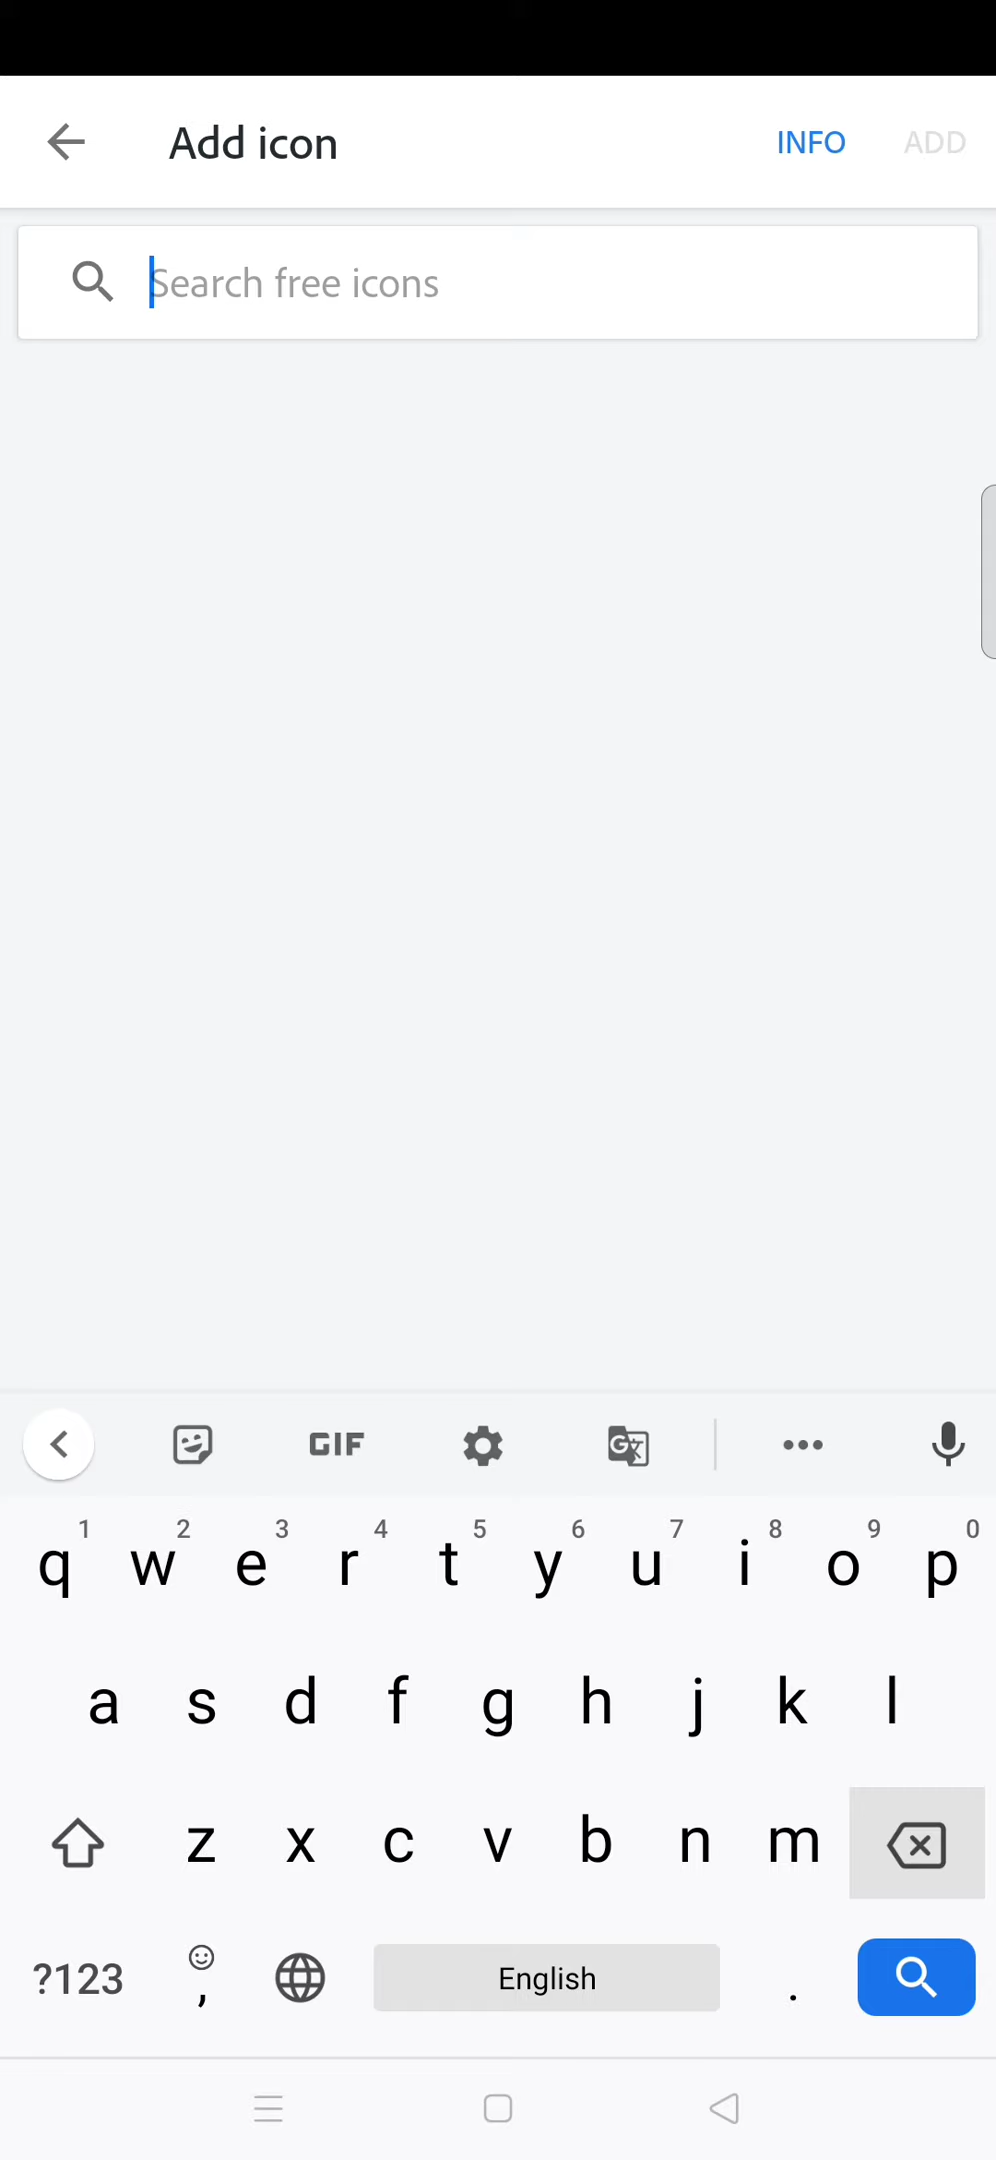 Add icon INFO ADD
Search free icons
GIF
1 2 3 4 5 6 7 8 9 0
q w e r t y u i o p
a s d f g h j k l
z x c v b n m
?123 , English .